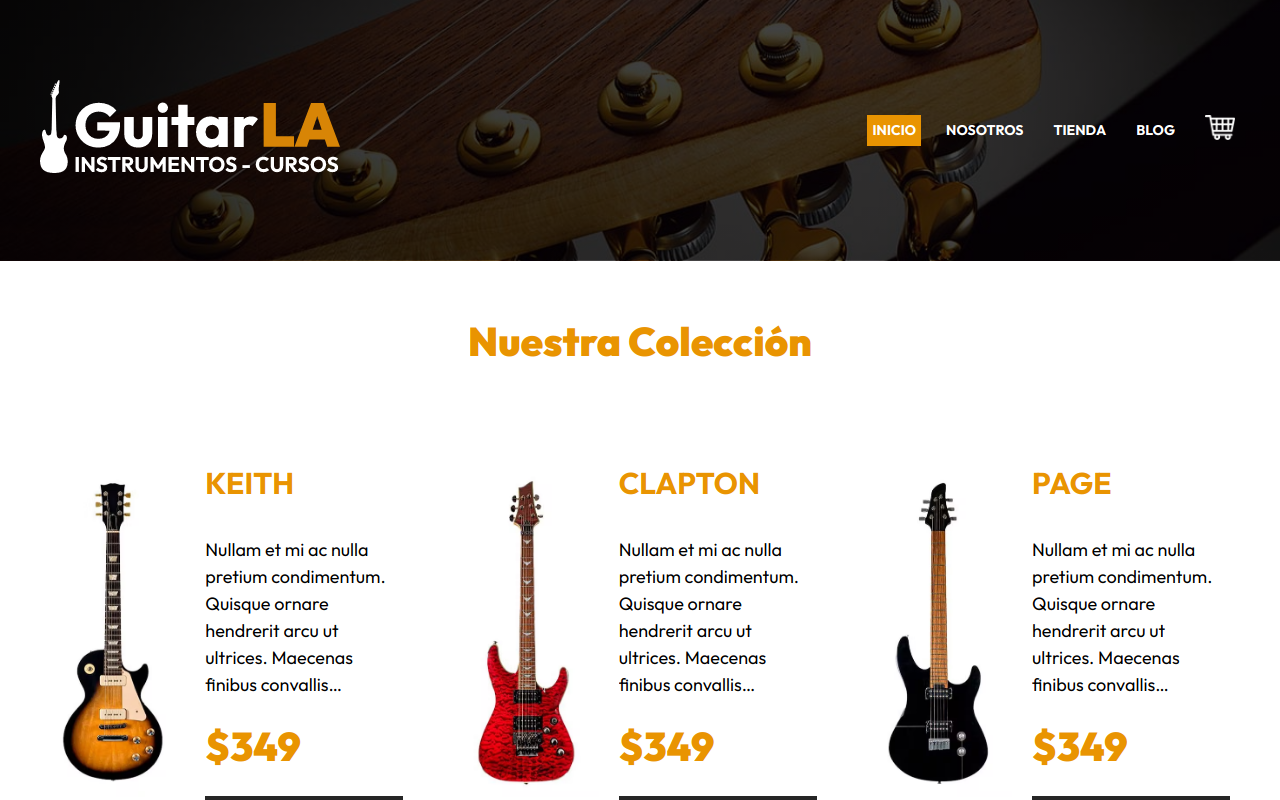 GuitarLA
INSTRUMENTOS - CURSOS
INICIO NOSOTROS TIENDA BLOG
Nuestra Colección
KEITH
Nullam et mi ac nulla
pretium condimentum.
Quisque ornare
hendrerit arcu ut
ultrices. Maecenas
finibus convallis...
$349
CLAPTON
Nullam et mi ac nulla
pretium condimentum.
Quisque ornare
hendrerit arcu ut
ultrices. Maecenas
finibus convallis...
$349
PAGE
Nullam et mi ac nulla
pretium condimentum.
Quisque ornare
hendrerit arcu ut
ultrices. Maecenas
finibus convallis...
$349